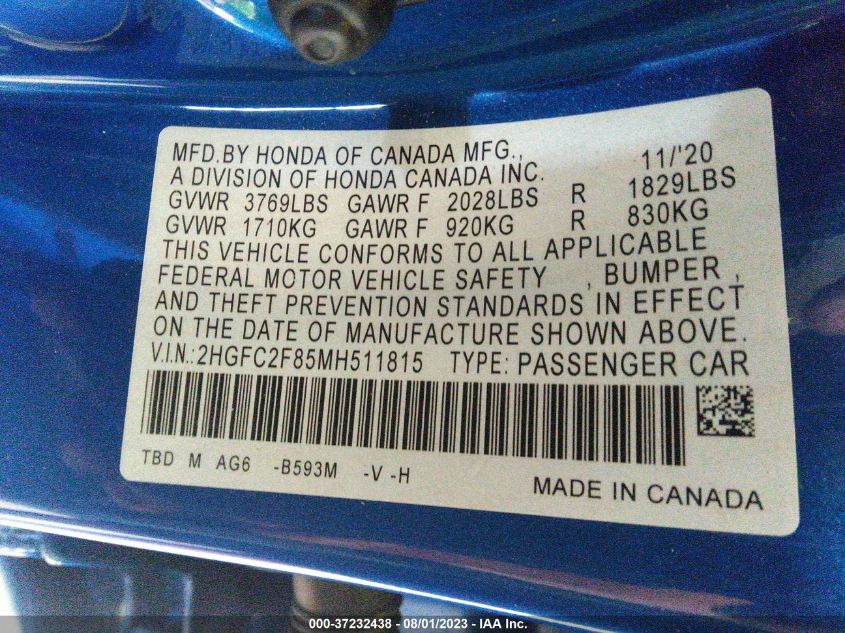 MFD.BY HONDA OF CANADA MFG., 11/'20
A DIVISION OF HONDA CANADA INC.
GVWR 3769LBS GAWR F 2028LBS R 1829LBS
GVWR 1710KG GAWR F 920KG R 830KG
THIS VEHICLE CONFORMS TO ALL APPLICABLE
FEDERAL MOTOR VEHICLE SAFETY , BUMPER ,
AND THEFT PREVENTION STANDARDS IN EFFECT
ON THE DATE OF MANUFACTURE SHOWN ABOVE.
V.I.N.:2HGFC2F85MH511815 TYPE: PASSENGER CAR
TBD M AG6 -B593M -V -H
MADE IN CANADA
000-37232438 - 08/01/2023 - IAA Inc.